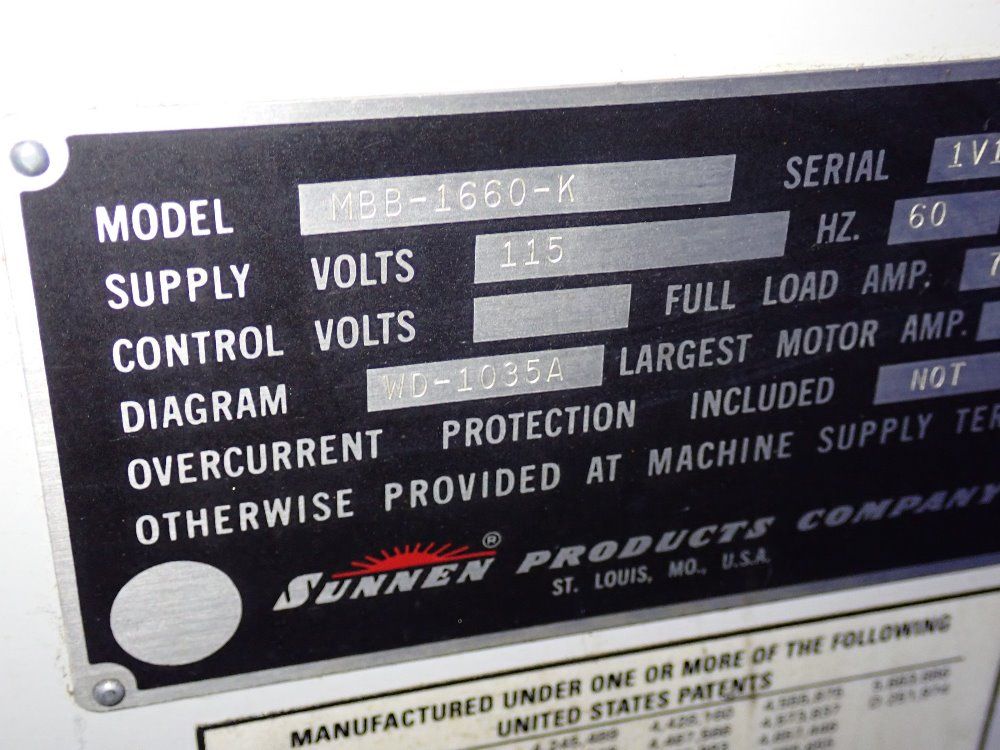 MODEL MBB-1660-K SERIAL 1V1
SUPPLY VOLTS 115 HZ. 60
CONTROL VOLTS FULL LOAD AMP. 7
DIAGRAM WD-1035A LARGEST MOTOR AMP.
OVERCURRENT PROTECTION INCLUDED NOT
OTHERWISE PROVIDED AT MACHINE SUPPLY TER
SUNNEN® PRODUCTS COMPANY
ST. LOUIS, MO., U.S.A.
MANUFACTURED UNDER ONE OR MORE OF THE FOLLOWING
UNITED STATES PATENTS